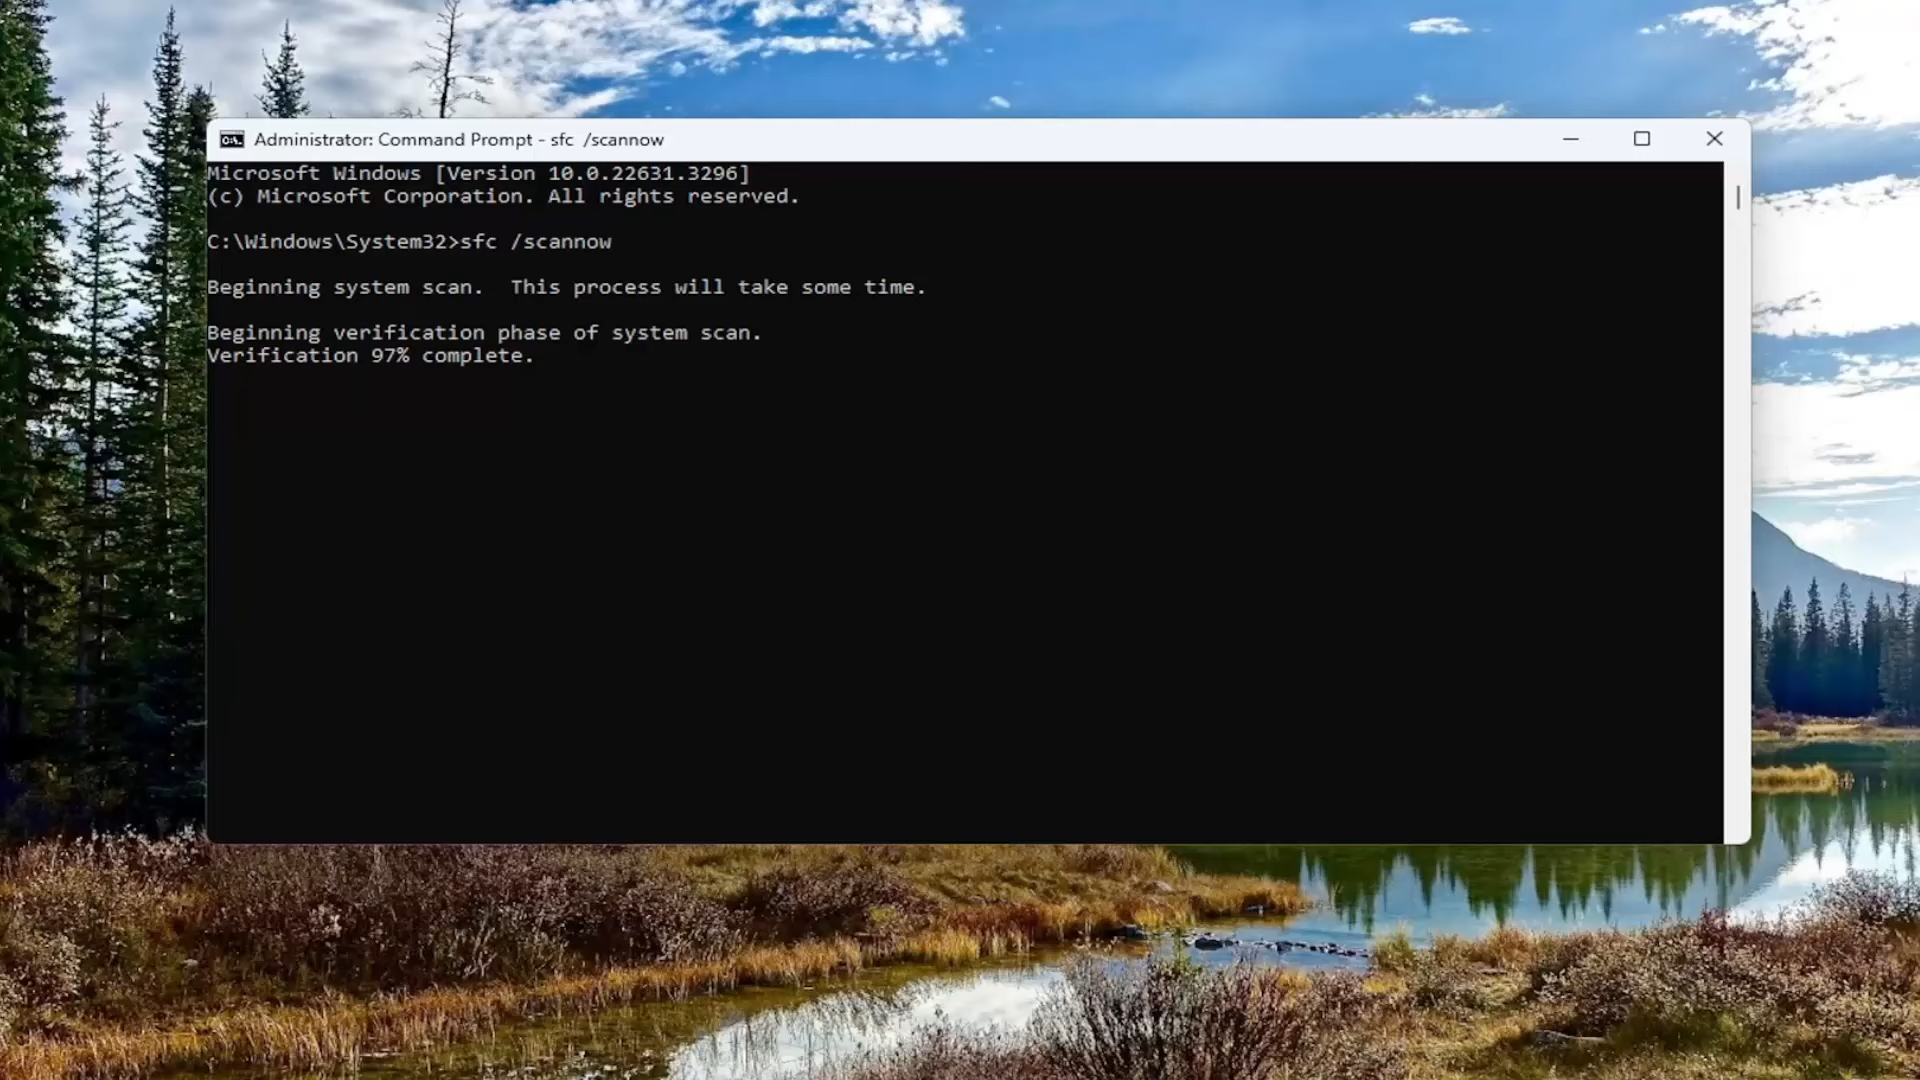 Administrator: Command Prompt - sfc  /scannow
Microsoft Windows [Version 10.0.22631.3296]
(c) Microsoft Corporation. All rights reserved.
C:\Windows\System32>sfc /scannow
Beginning system scan.  This process will take some time.
Beginning verification phase of system scan.
Verification 97% complete.